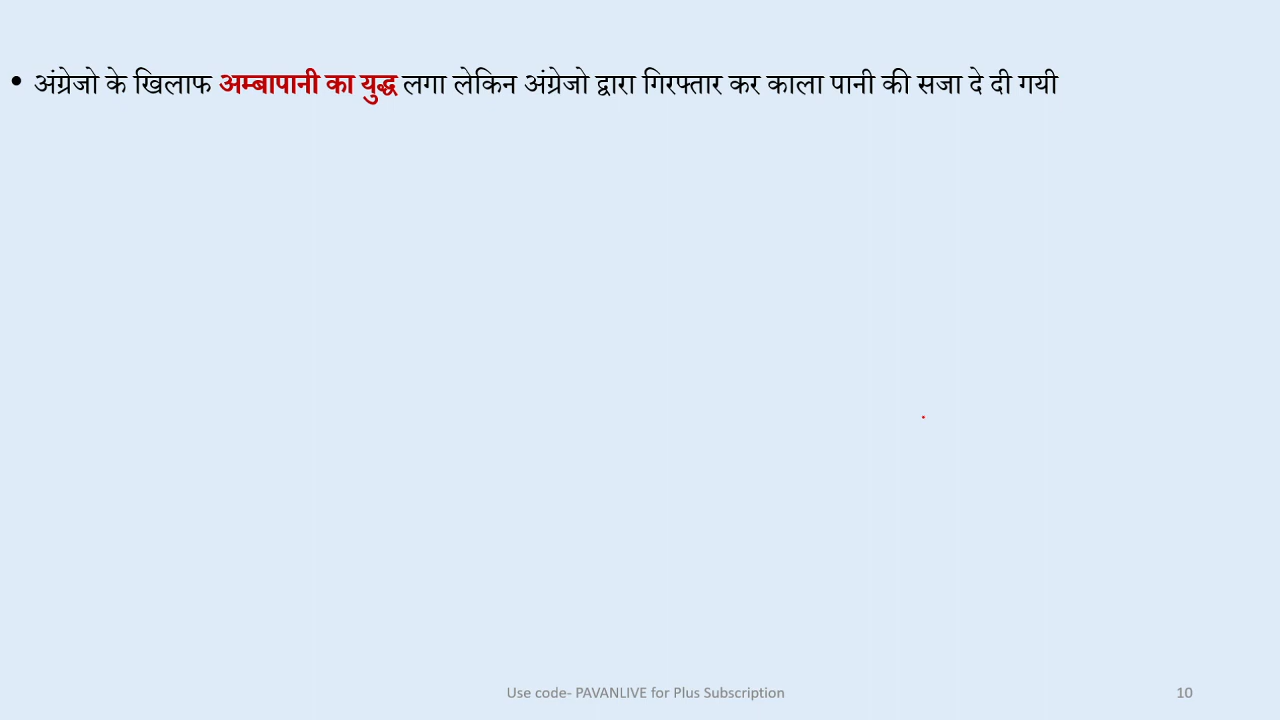 • अंग्रेजो के खिलाफ अम्बापानी का युद्ध लगा लेकिन अंग्रेजो द्वारा गिरफ्तार कर काला पानी की सजा दे दी गयी
Use code- PAVANLIVE for Plus Subscription
10